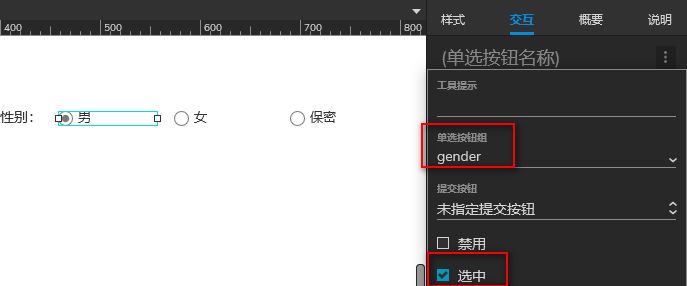 样式 交互 概要 说明
400 500 600 700 800
(单选按钮名称)
工具提示
性别： 男 女 保密
单选按钮组
gender
提交按钮
未指定提交按钮
禁用
选中